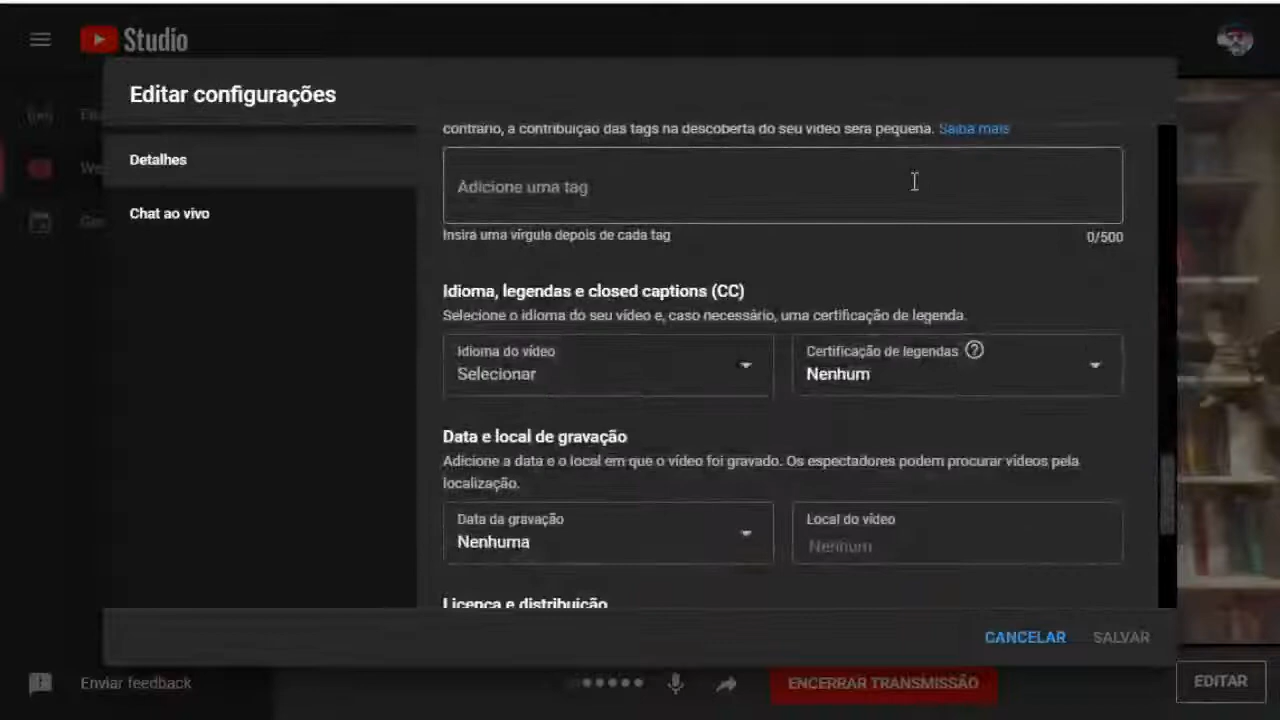 Studio
Editar configurações
contrário, a contribuição das tags na descoberta do seu vídeo será pequena. Saiba mais
Detalhes
Adicione uma tag
Chat ao vivo
Insira uma vírgula depois de cada tag
0/500
Idioma, legendas e closed captions (CC)
Selecione o idioma do seu vídeo e, caso necessário, uma certificação de legenda.
Idioma do vídeo
Certificação de legendas
Selecionar
Nenhum
Data e local de gravação
Adicione a data e o local em que o vídeo foi gravado. Os espectadores podem procurar vídeos pela
localização.
Data da gravação
Local do vídeo
Nenhuma
Nenhum
Licença e distribuição
CANCELAR
SALVAR
Enviar feedback
ENCERRAR TRANSMISSÃO
EDITAR